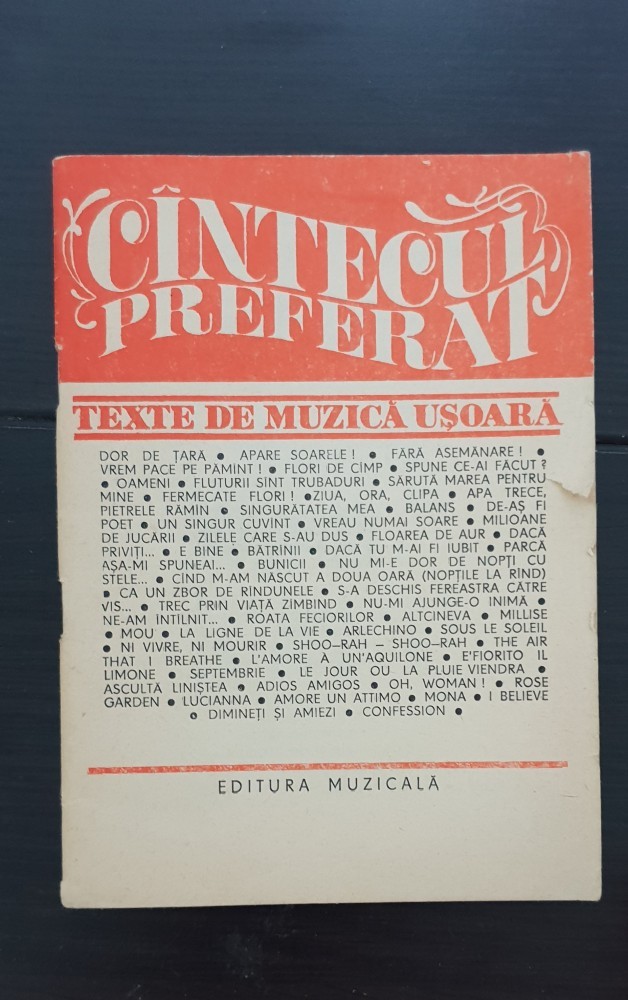 CÎNTECUL
PREFERAT
TEXTE DE MUZICĂ UȘOARĂ
DOR DE ȚARĂ ● APARE SOARELE! ● FĂRĂ ASEMĂNARE! ●
VREM PACE PE PĂMÎNT! ● FLORI DE CÎMP ● SPUNE CE-AI FĂCUT?
● OAMENI ● FLUTURII SÎNT TRUBADURI ● SĂRUTĂ MAREA PENTRU
MINE ● FERMECATE FLORI! ● ZIUA, ORA, CLIPA ● APA TRECE,
PIETRELE RĂMÎN ● SINGURĂTATEA MEA ● BALANS ● DE-AȘ FI
POET ● UN SINGUR CUVÎNT ● VREAU NUMAI SOARE ● MILIOANE
DE JUCĂRII ● ZILELE CARE S-AU DUS ● FLOAREA DE AUR ● DACĂ
PRIVIȚI... ● E BINE ● BĂTRÎNII ● DACĂ TU M-AI FI IUBIT ● PARCĂ
AȘA-MI SPUNEAI... ● BUNICII ● NU MI-E DOR DE NOPȚI CU
STELE... ● CÎND M-AM NĂSCUT A DOUA OARĂ (NOPȚILE LA RÎND)
● CA UN ZBOR DE RÎNDUNELE ● S-A DESCHIS FEREASTRA CĂTRE
VIS... ● TREC PRIN VIAȚĂ ZÎMBIND ● NU-MI AJUNGE-O INIMĂ ●
NE-AM ÎNTÎLNIT... ● ROATA FECIORILOR ● ALTCINEVA ● MILLISE
● MOU ● LA LIGNE DE LA VIE ● ARLECHINO ● SOUS LE SOLEIL
● NI VIVRE, NI MOURIR ● SHOO—RAH — SHOO—RAH ● THE AIR
THAT I BREATHE ● L'AMORE À UN'AQUILONE ● E'FIORITO IL
LIMONE ● SEPTEMBRIE ● LE JOUR OU LA PLUIE VIENDRA ●
ASCULTĂ LINIȘTEA ● ADIOS AMIGOS ● OH, WOMAN! ● ROSE
GARDEN ● LUCIANNA ● AMORE UN ATTIMO ● MONA ● I BELIEVE
● DIMINEȚI ȘI AMIEZI ● CONFESSION ●
EDITURA MUZICALĂ